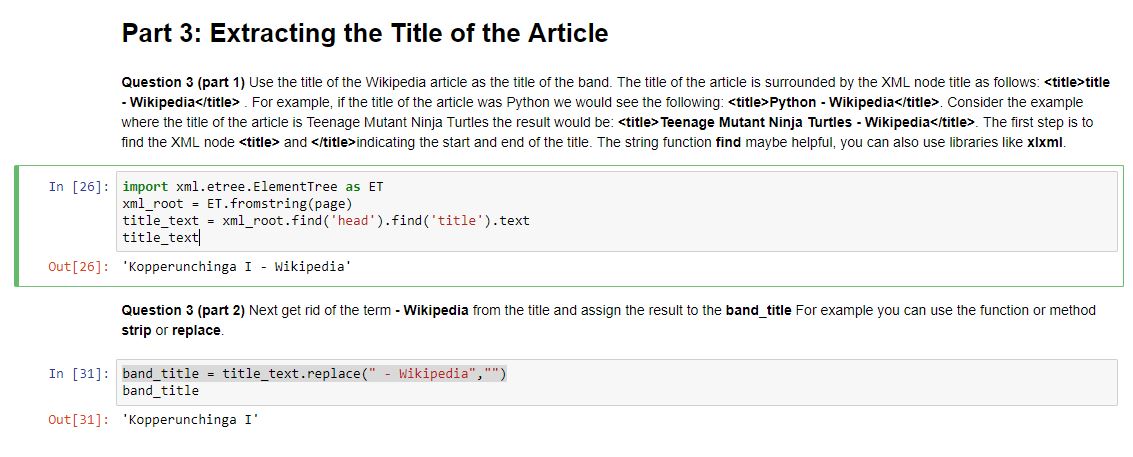 Part 3: Extracting the Title of the Article
Question 3 (part 1) Use the title of the Wikipedia article as the title of the band. The title of the article is surrounded by the XML node title as follows: <title>title
- Wikipedia</title> . For example, if the title of the article was Python we would see the following: <title>Python - Wikipedia</title>. Consider the example
where the title of the article is Teenage Mutant Ninja Turtles the result would be: <title>Teenage Mutant Ninja Turtles - Wikipedia</title>. The first step is to
find the XML node <title> and </title>indicating the start and end of the title. The string function find maybe helpful, you can also use libraries like xlxml.
In [26]: import xml.etree.ElementTree as ET
xml_root = ET.fromstring(page)
title_text = xml_root.find('head').find('title').text
title_text
Out[26]: 'Kopperunchinga I - Wikipedia'
Question 3 (part 2) Next get rid of the term - Wikipedia from the title and assign the result to the band_title For example you can use the function or method
strip or replace.
In [31]: band_title = title_text.replace(" - Wikipedia","")
band_title
Out[31]: 'Kopperunchinga I'